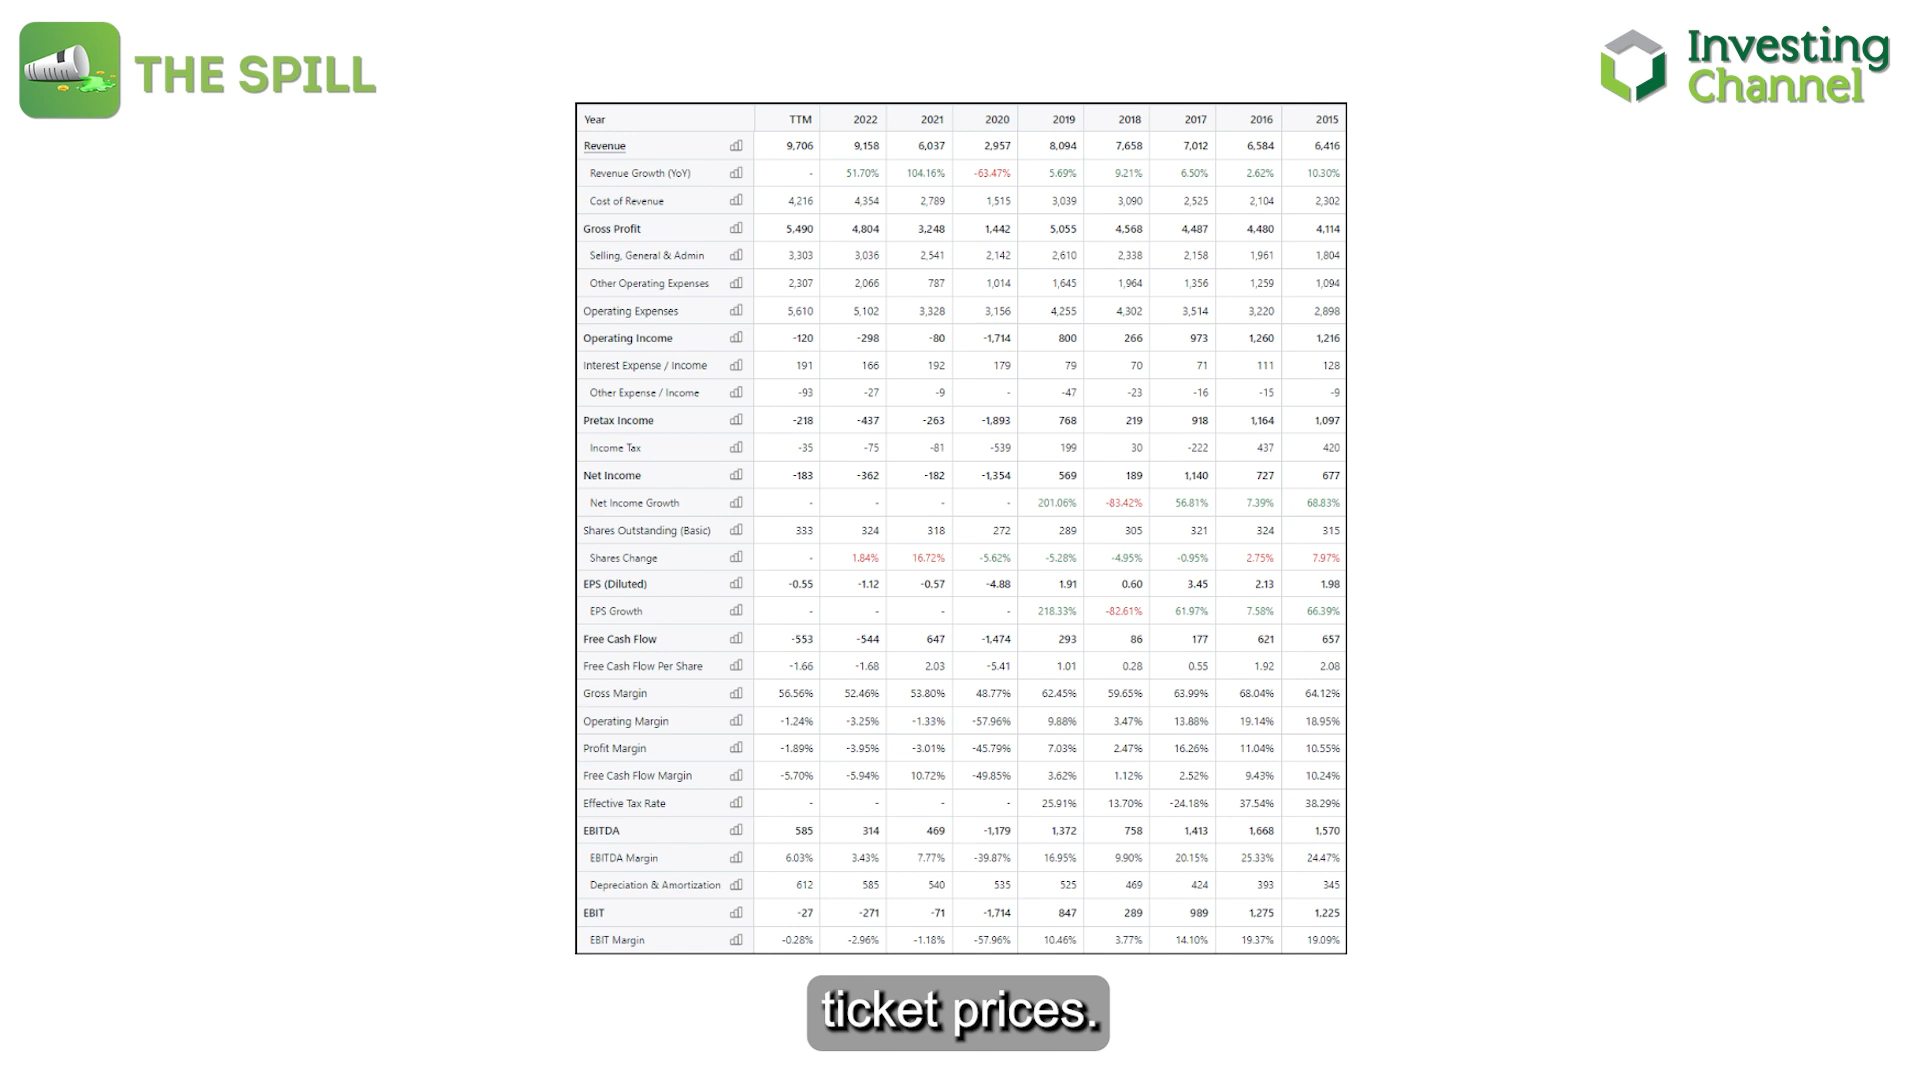 THE SPILL
Investing
Channel
Year TTM 2022 2021 2020 2019 2018 2017 2016 2015
Revenue 9,706 9,158 6,037 2,957 8,094 7,658 7,012 6,584 6,416
Revenue Growth (YoY) - 51.70% 104.16% -63.47% 5.69% 9.21% 6.50% 2.62% 10.30%
Cost of Revenue 4,216 4,354 2,789 1,515 3,039 3,090 2,525 2,104 2,302
Gross Profit 5,490 4,804 3,248 1,442 5,055 4,568 4,487 4,480 4,114
Selling, General & Admin 3,303 3,036 2,541 2,142 2,610 2,338 2,158 1,961 1,804
Other Operating Expenses 2,307 2,066 787 1,014 1,645 1,964 1,356 1,259 1,094
Operating Expenses 5,610 5,102 3,328 3,156 4,255 4,302 3,514 3,220 2,898
Operating Income -120 -298 -80 -1,714 800 266 973 1,260 1,216
Interest Expense / Income 191 166 192 179 79 70 71 111 128
Other Expense / Income -93 -27 -9 - -47 -23 -16 -15 -9
Pretax Income -218 -437 -263 -1,893 768 219 918 1,164 1,097
Income Tax -35 -75 -81 -539 199 30 -222 437 420
Net Income -183 -362 -182 -1,354 569 189 1,140 727 677
Net Income Growth - - - - 201.06% -83.42% 56.81% 7.39% 68.83%
Shares Outstanding (Basic) 333 324 318 272 289 305 321 324 315
Shares Change - 1.84% 16.72% -5.62% -5.28% -4.95% -0.95% 2.75% 7.97%
EPS (Diluted) -0.55 -1.12 -0.57 -4.88 1.91 0.60 3.45 2.13 1.98
EPS Growth - - - - 218.33% -82.61% 61.97% 7.58% 66.39%
Free Cash Flow -553 -544 647 -1,474 293 86 177 621 657
Free Cash Flow Per Share -1.66 -1.68 2.03 -5.41 1.01 0.28 0.55 1.92 2.08
Gross Margin 56.56% 52.46% 53.80% 48.77% 62.45% 59.65% 63.99% 68.04% 64.12%
Operating Margin -1.24% -3.25% -1.33% -57.96% 9.88% 3.47% 13.88% 19.14% 18.95%
Profit Margin -1.89% -3.95% -3.01% -45.79% 7.03% 2.47% 16.26% 11.04% 10.55%
Free Cash Flow Margin -5.70% -5.94% 10.72% -49.85% 3.62% 1.12% 2.52% 9.43% 10.24%
Effective Tax Rate - - - - 25.91% 13.70% -24.18% 37.54% 38.29%
EBITDA 585 314 469 -1,179 1,372 758 1,413 1,668 1,570
EBITDA Margin 6.03% 3.43% 7.77% -39.87% 16.95% 9.90% 20.15% 25.33% 24.47%
Depreciation & Amortization 612 585 540 535 525 469 424 393 345
EBIT -27 -271 -71 -1,714 847 289 989 1,275 1,225
EBIT Margin -0.28% -2.96% -1.18% -57.96% 10.46% 3.77% 14.10% 19.37% 19.09%
ticket prices.